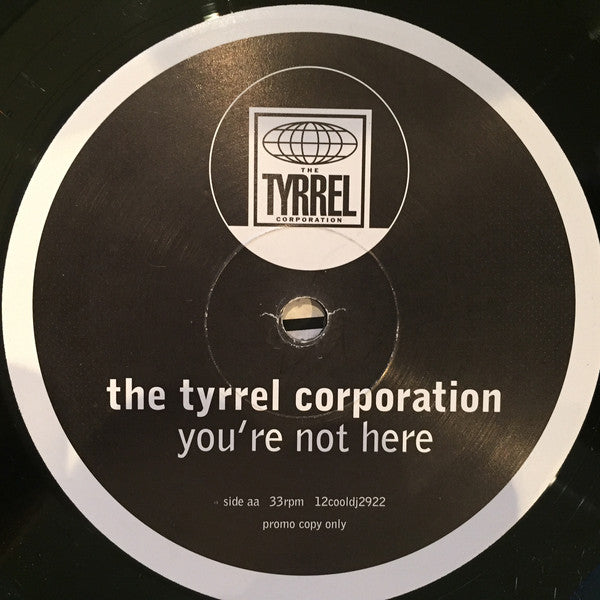 THE
TYRREL
CORPORATION
the tyrrel corporation
you're not here
side aa 33rpm 12cooldj2922
promo copy only